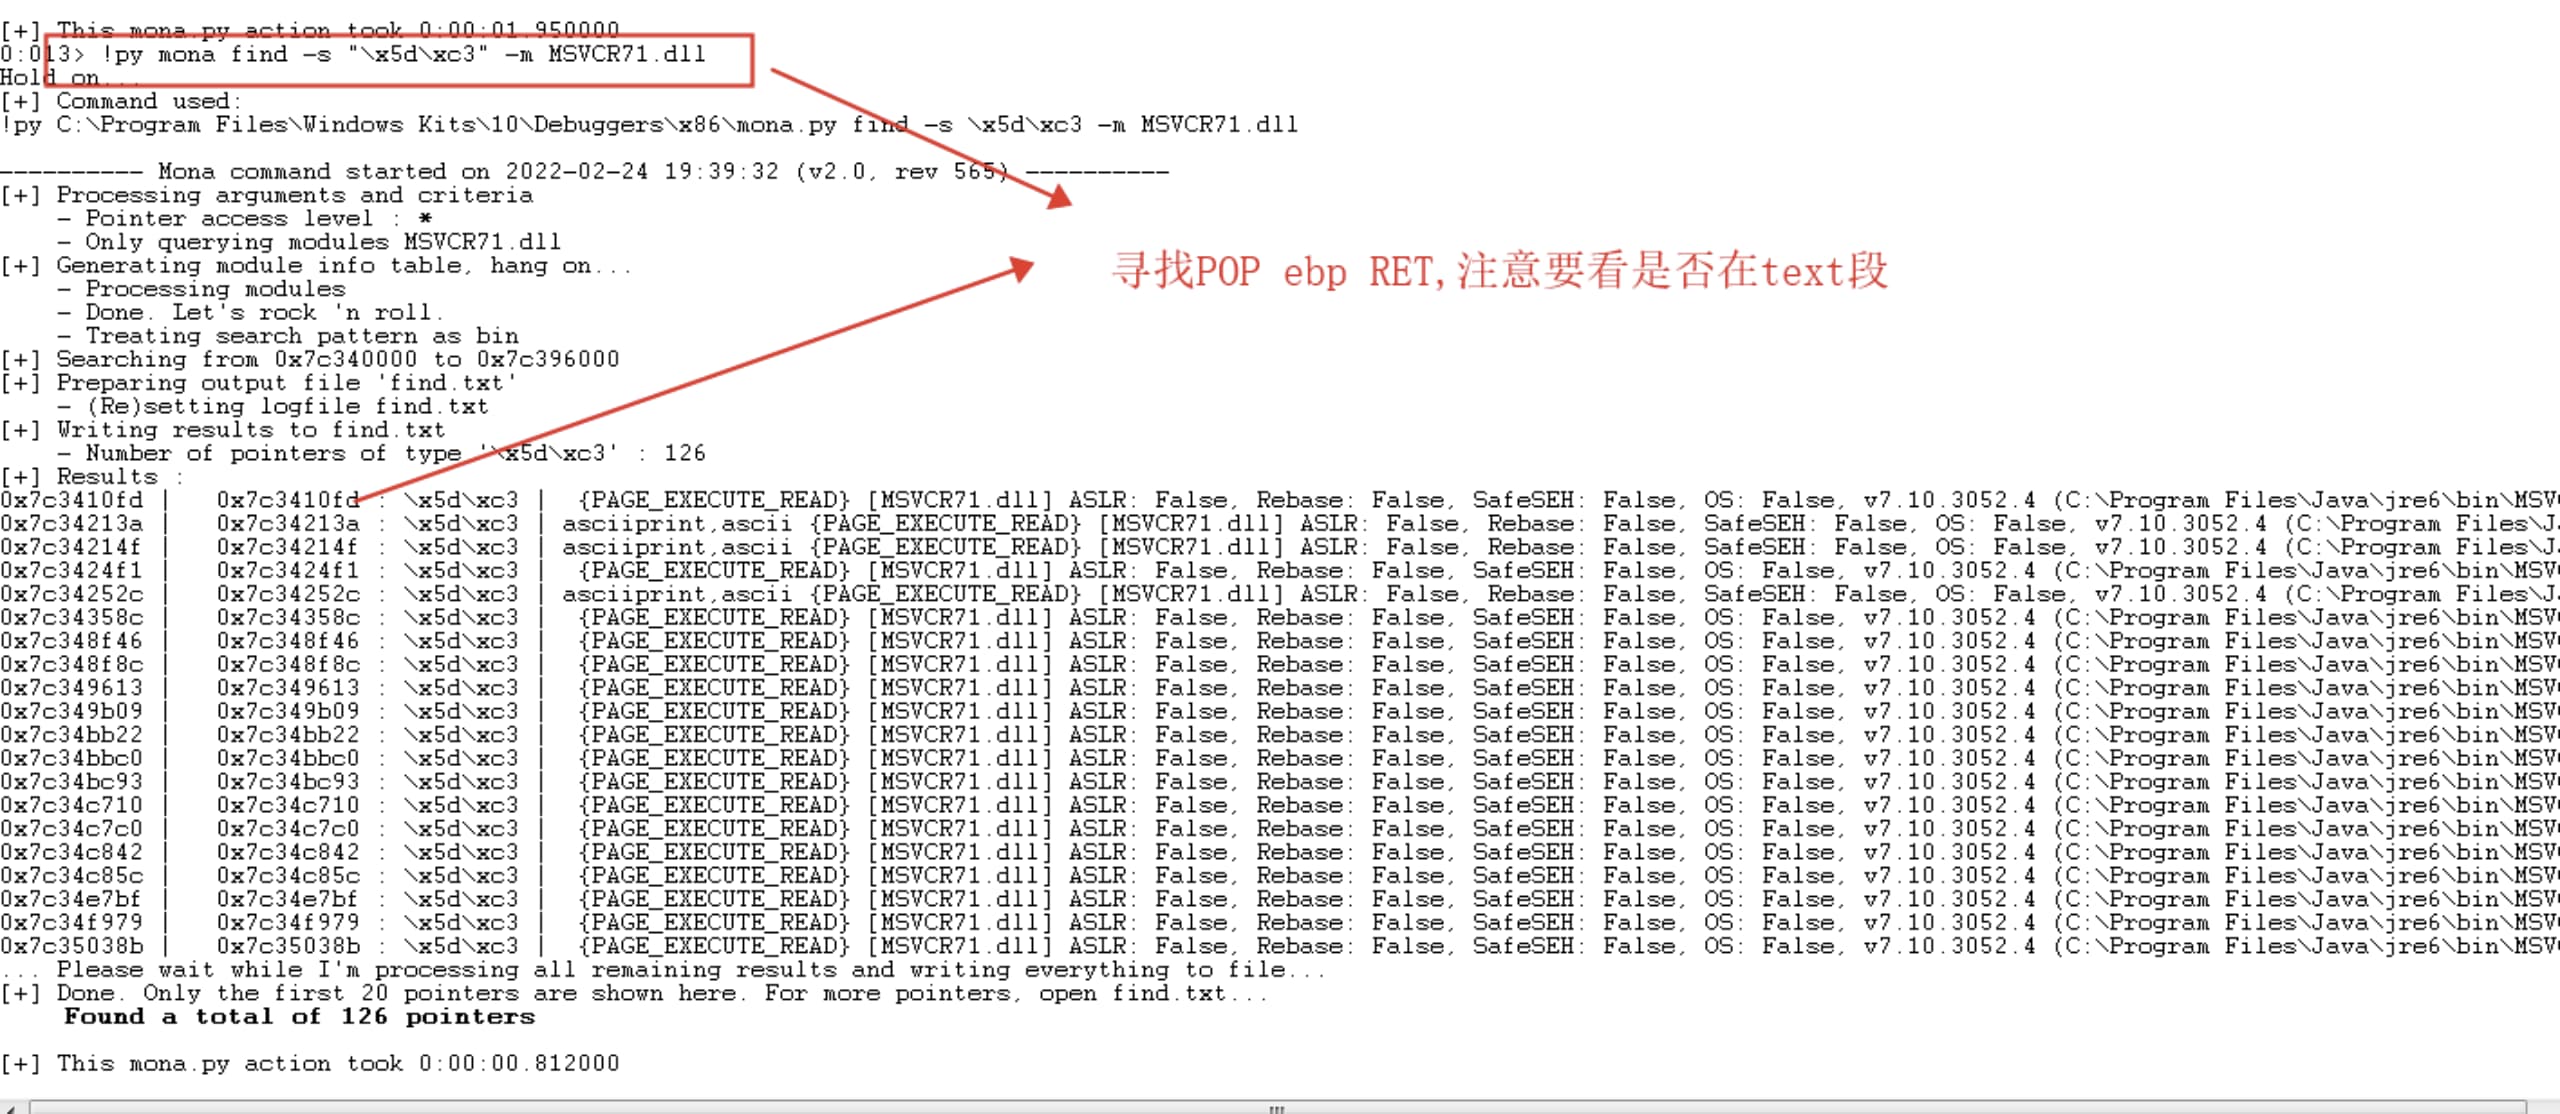 [+] This mona.py action took 0:00:01.950000
0:013> !py mona find -s "\x5d\xc3" -m MSVCR71.dll
Hold on...
[+] Command used:
!py C:\Program Files\Windows Kits\10\Debuggers\x86\mona.py find -s \x5d\xc3 -m MSVCR71.dll
---------- Mona command started on 2022-02-24 19:39:32 (v2.0, rev 565) ----------
[+] Processing arguments and criteria
- Pointer access level : *
- Only querying modules MSVCR71.dll
[+] Generating module info table, hang on...
寻找POP ebp RET,注意要看是否在text段
- Processing modules
- Done. Let's rock 'n roll.
- Treating search pattern as bin
[+] Searching from 0x7c340000 to 0x7c396000
[+] Preparing output file 'find.txt'
- (Re)setting logfile find.txt
[+] Writing results to find.txt
- Number of pointers of type '\x5d\xc3' : 126
[+] Results :
0x7c3410fd | 0x7c3410fd : \x5d\xc3 | {PAGE_EXECUTE_READ} [MSVCR71.dll] ASLR: False, Rebase: False, SafeSEH: False, OS: False, v7.10.3052.4 (C:\Program Files\Java\jre6\bin\MSV
0x7c34213a | 0x7c34213a : \x5d\xc3 | asciiprint,ascii {PAGE_EXECUTE_READ} [MSVCR71.dll] ASLR: False, Rebase: False, SafeSEH: False, OS: False, v7.10.3052.4 (C:\Program Files\J
0x7c34214f | 0x7c34214f : \x5d\xc3 | asciiprint,ascii {PAGE_EXECUTE_READ} [MSVCR71.dll] ASLR: False, Rebase: False, SafeSEH: False, OS: False, v7.10.3052.4 (C:\Program Files\J
0x7c3424f1 | 0x7c3424f1 : \x5d\xc3 | {PAGE_EXECUTE_READ} [MSVCR71.dll] ASLR: False, Rebase: False, SafeSEH: False, OS: False, v7.10.3052.4 (C:\Program Files\Java\jre6\bin\MSV
0x7c34252c | 0x7c34252c : \x5d\xc3 | asciiprint,ascii {PAGE_EXECUTE_READ} [MSVCR71.dll] ASLR: False, Rebase: False, SafeSEH: False, OS: False, v7.10.3052.4 (C:\Program Files\J
0x7c34358c | 0x7c34358c : \x5d\xc3 | {PAGE_EXECUTE_READ} [MSVCR71.dll] ASLR: False, Rebase: False, SafeSEH: False, OS: False, v7.10.3052.4 (C:\Program Files\Java\jre6\bin\MSV
0x7c348f46 | 0x7c348f46 : \x5d\xc3 | {PAGE_EXECUTE_READ} [MSVCR71.dll] ASLR: False, Rebase: False, SafeSEH: False, OS: False, v7.10.3052.4 (C:\Program Files\Java\jre6\bin\MSV
0x7c348f8c | 0x7c348f8c : \x5d\xc3 | {PAGE_EXECUTE_READ} [MSVCR71.dll] ASLR: False, Rebase: False, SafeSEH: False, OS: False, v7.10.3052.4 (C:\Program Files\Java\jre6\bin\MSV
0x7c349613 | 0x7c349613 : \x5d\xc3 | {PAGE_EXECUTE_READ} [MSVCR71.dll] ASLR: False, Rebase: False, SafeSEH: False, OS: False, v7.10.3052.4 (C:\Program Files\Java\jre6\bin\MSV
0x7c349b09 | 0x7c349b09 : \x5d\xc3 | {PAGE_EXECUTE_READ} [MSVCR71.dll] ASLR: False, Rebase: False, SafeSEH: False, OS: False, v7.10.3052.4 (C:\Program Files\Java\jre6\bin\MSV
0x7c34bb22 | 0x7c34bb22 : \x5d\xc3 | {PAGE_EXECUTE_READ} [MSVCR71.dll] ASLR: False, Rebase: False, SafeSEH: False, OS: False, v7.10.3052.4 (C:\Program Files\Java\jre6\bin\MSV
0x7c34bbc0 | 0x7c34bbc0 : \x5d\xc3 | {PAGE_EXECUTE_READ} [MSVCR71.dll] ASLR: False, Rebase: False, SafeSEH: False, OS: False, v7.10.3052.4 (C:\Program Files\Java\jre6\bin\MSV
0x7c34bc93 | 0x7c34bc93 : \x5d\xc3 | {PAGE_EXECUTE_READ} [MSVCR71.dll] ASLR: False, Rebase: False, SafeSEH: False, OS: False, v7.10.3052.4 (C:\Program Files\Java\jre6\bin\MSV
0x7c34c710 | 0x7c34c710 : \x5d\xc3 | {PAGE_EXECUTE_READ} [MSVCR71.dll] ASLR: False, Rebase: False, SafeSEH: False, OS: False, v7.10.3052.4 (C:\Program Files\Java\jre6\bin\MSV
0x7c34c7c0 | 0x7c34c7c0 : \x5d\xc3 | {PAGE_EXECUTE_READ} [MSVCR71.dll] ASLR: False, Rebase: False, SafeSEH: False, OS: False, v7.10.3052.4 (C:\Program Files\Java\jre6\bin\MSV
0x7c34c842 | 0x7c34c842 : \x5d\xc3 | {PAGE_EXECUTE_READ} [MSVCR71.dll] ASLR: False, Rebase: False, SafeSEH: False, OS: False, v7.10.3052.4 (C:\Program Files\Java\jre6\bin\MSV
0x7c34c85c | 0x7c34c85c : \x5d\xc3 | {PAGE_EXECUTE_READ} [MSVCR71.dll] ASLR: False, Rebase: False, SafeSEH: False, OS: False, v7.10.3052.4 (C:\Program Files\Java\jre6\bin\MSV
0x7c34e7bf | 0x7c34e7bf : \x5d\xc3 | {PAGE_EXECUTE_READ} [MSVCR71.dll] ASLR: False, Rebase: False, SafeSEH: False, OS: False, v7.10.3052.4 (C:\Program Files\Java\jre6\bin\MSV
0x7c34f979 | 0x7c34f979 : \x5d\xc3 | {PAGE_EXECUTE_READ} [MSVCR71.dll] ASLR: False, Rebase: False, SafeSEH: False, OS: False, v7.10.3052.4 (C:\Program Files\Java\jre6\bin\MSV
0x7c35038b | 0x7c35038b : \x5d\xc3 | {PAGE_EXECUTE_READ} [MSVCR71.dll] ASLR: False, Rebase: False, SafeSEH: False, OS: False, v7.10.3052.4 (C:\Program Files\Java\jre6\bin\MSV
... Please wait while I'm processing all remaining results and writing everything to file...
[+] Done. Only the first 20 pointers are shown here. For more pointers, open find.txt...
Found a total of 126 pointers
[+] This mona.py action took 0:00:00.812000